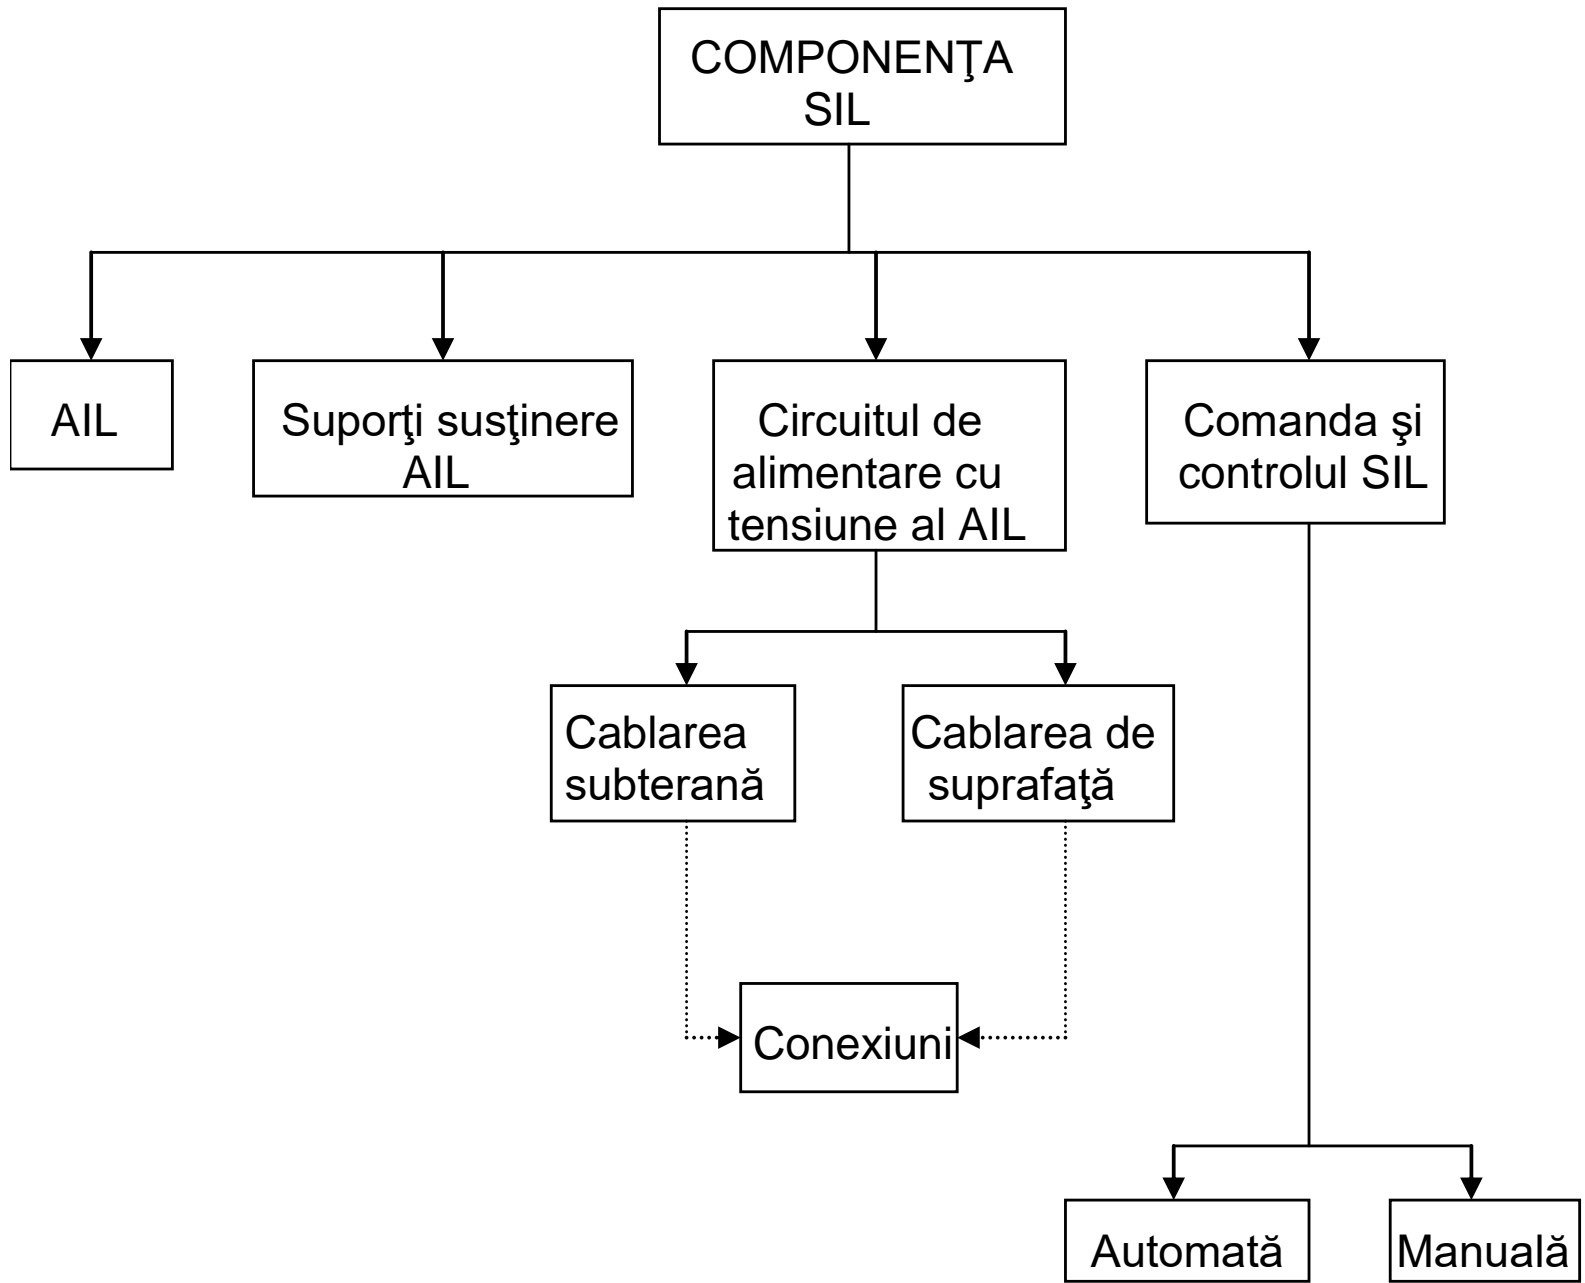 COMPONENŢA
SIL
AIL
Suporţi susţinere
AIL
Circuitul de
alimentare cu
tensiune al AIL
Comanda şi
controlul SIL
Cablarea
subterană
Cablarea de
suprafaţă
Conexiuni
Automată
Manuală